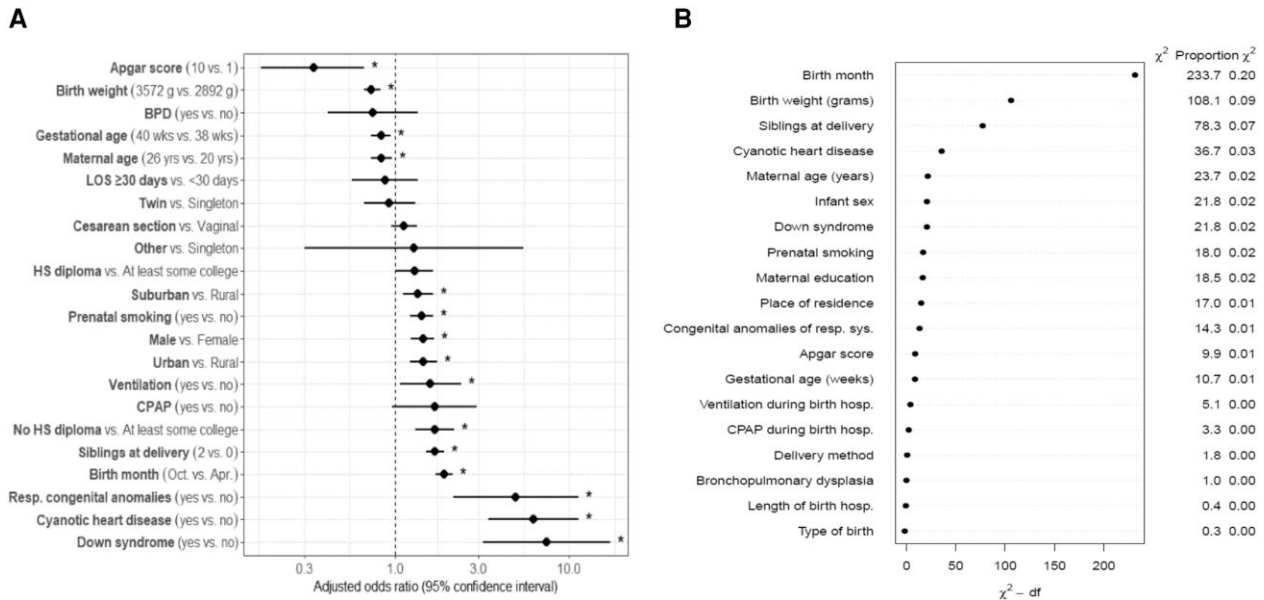 A
Apgar score (10 vs. 1) *
Birth weight (3572 g vs. 2892 g) *
BPD (yes vs. no)
Gestational age (40 wks vs. 38 wks) *
Maternal age (26 yrs vs. 20 yrs) *
LOS ≥30 days vs. <30 days
Twin vs. Singleton
Cesarean section vs. Vaginal
Other vs. Singleton
HS diploma vs. At least some college
Suburban vs. Rural *
Prenatal smoking (yes vs. no) *
Male vs. Female *
Urban vs. Rural *
Ventilation (yes vs. no) *
CPAP (yes vs. no)
No HS diploma vs. At least some college *
Siblings at delivery (2 vs. 0) *
Birth month (Oct. vs. Apr.) *
Resp. congenital anomalies (yes vs. no) *
Cyanotic heart disease (yes vs. no) *
Down syndrome (yes vs. no) *
0.3 1.0 3.0 10.0
Adjusted odds ratio (95% confidence interval)
B
χ² Proportion χ²
Birth month 233.7 0.20
Birth weight (grams) 108.1 0.09
Siblings at delivery 78.3 0.07
Cyanotic heart disease 36.7 0.03
Maternal age (years) 23.7 0.02
Infant sex 21.8 0.02
Down syndrome 21.8 0.02
Prenatal smoking 18.0 0.02
Maternal education 18.5 0.02
Place of residence 17.0 0.01
Congenital anomalies of resp. sys. 14.3 0.01
Apgar score 9.9 0.01
Gestational age (weeks) 10.7 0.01
Ventilation during birth hosp. 5.1 0.00
CPAP during birth hosp. 3.3 0.00
Delivery method 1.8 0.00
Bronchopulmonary dysplasia 1.0 0.00
Length of birth hosp. 0.4 0.00
Type of birth 0.3 0.00
0 50 100 150 200
χ² − df